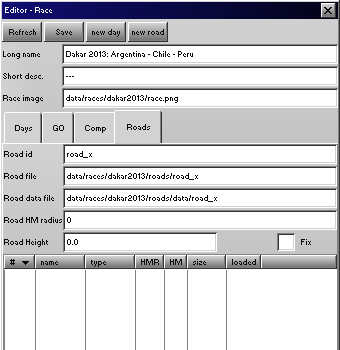 Editor - Race
Refresh Save new day new road
Long name Dakar 2013: Argentina - Chile - Peru
Short desc. ---
Race image data/races/dakar2013/race.png
Days GO Comp Roads
Road id road_x
Road file data/races/dakar2013/roads/road_x
Road data file data/races/dakar2013/roads/data/road_x
Road HM radius 0
Road Height 0.0 Fix
# name type HMR HM size loaded